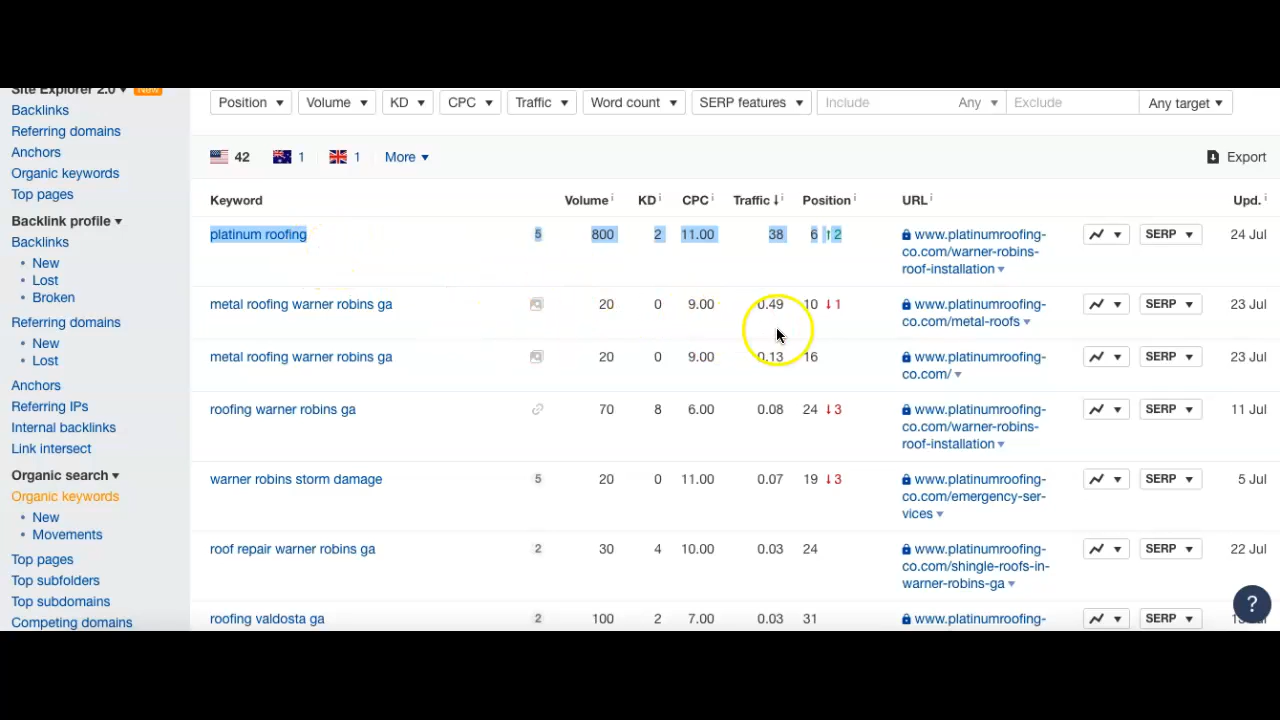 Site Explorer 2.0 New
Backlinks
Referring domains
Anchors
Organic keywords
Top pages
Backlink profile
Backlinks
New
Lost
Broken
Referring domains
New
Lost
Anchors
Referring IPs
Internal backlinks
Link intersect
Organic search
Organic keywords
New
Movements
Top pages
Top subfolders
Top subdomains
Competing domains
Position Volume KD CPC Traffic Word count SERP features Include Any Exclude Any target
42 1 1 More Export
Keyword Volume i KD i CPC i Traffic ↓ i Position i URL i Upd. i
platinum roofing 5 800 2 11.00 38 6 ↑2 www.platinumroofing- SERP 24 Jul
co.com/warner-robins-
roof-installation
metal roofing warner robins ga 20 0 9.00 0.49 10 ↓1 www.platinumroofing- SERP 23 Jul
co.com/metal-roofs
metal roofing warner robins ga 20 0 9.00 0.13 16 www.platinumroofing- SERP 23 Jul
co.com/
roofing warner robins ga 70 8 6.00 0.08 24 ↓3 www.platinumroofing- SERP 11 Jul
co.com/warner-robins-
roof-installation
warner robins storm damage 5 20 0 11.00 0.07 19 ↓3 www.platinumroofing- SERP 5 Jul
co.com/emergency-ser-
vices
roof repair warner robins ga 2 30 4 10.00 0.03 24 www.platinumroofing- SERP 22 Jul
co.com/shingle-roofs-in-
warner-robins-ga
roofing valdosta ga 2 100 2 7.00 0.03 31 www.platinumroofing- SERP Jul
?